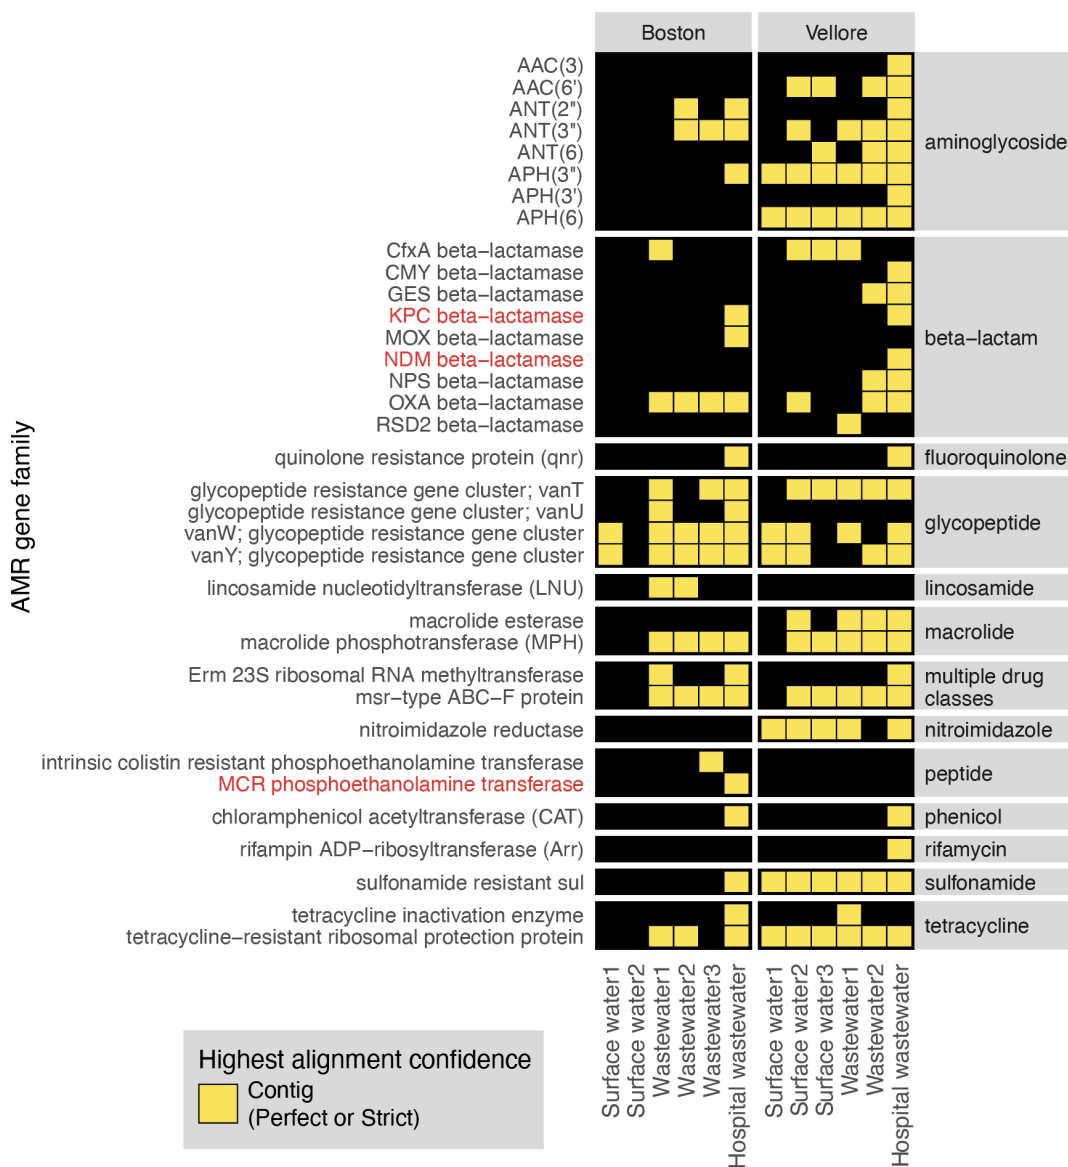 Boston
Vellore
AMR gene family
AAC(3)
AAC(6')
ANT(2'')
ANT(3'')
ANT(6)
APH(3'')
APH(3')
APH(6)
aminoglycoside
CfxA beta−lactamase
CMY beta−lactamase
GES beta−lactamase
KPC beta−lactamase
MOX beta−lactamase
NDM beta−lactamase
NPS beta−lactamase
OXA beta−lactamase
RSD2 beta−lactamase
beta−lactam
quinolone resistance protein (qnr)
fluoroquinolone
glycopeptide resistance gene cluster; vanT
glycopeptide resistance gene cluster; vanU
vanW; glycopeptide resistance gene cluster
vanY; glycopeptide resistance gene cluster
glycopeptide
lincosamide nucleotidyltransferase (LNU)
lincosamide
macrolide esterase
macrolide phosphotransferase (MPH)
macrolide
Erm 23S ribosomal RNA methyltransferase
msr−type ABC−F protein
multiple drug
classes
nitroimidazole reductase
nitroimidazole
intrinsic colistin resistant phosphoethanolamine transferase
MCR phosphoethanolamine transferase
peptide
chloramphenicol acetyltransferase (CAT)
phenicol
rifampin ADP−ribosyltransferase (Arr)
rifamycin
sulfonamide resistant sul
sulfonamide
tetracycline inactivation enzyme
tetracycline−resistant ribosomal protection protein
tetracycline
Surface water1
Surface water2
Wastewater1
Wastewater2
Wastewater3
Hospital wastewater
Surface water1
Surface water2
Surface water3
Wastewater1
Wastewater2
Hospital wastewater
Highest alignment confidence
Contig
(Perfect or Strict)